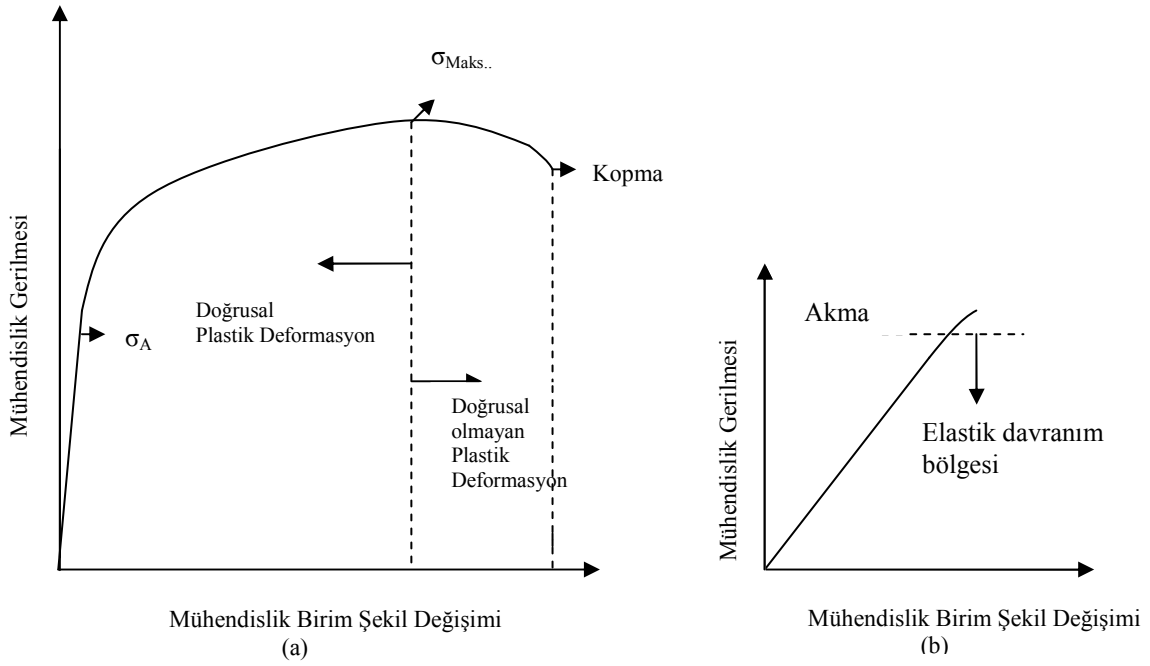 σMaks..
Kopma
Mühendislik Gerilmesi
Doğrusal
Plastik Deformasyon
σA
Doğrusal
olmayan
Plastik
Deformasyon
Mühendislik Birim Şekil Değişimi
(a)
Akma
Elastik davranım
bölgesi
Mühendislik Gerilmesi
Mühendislik Birim Şekil Değişimi
(b)